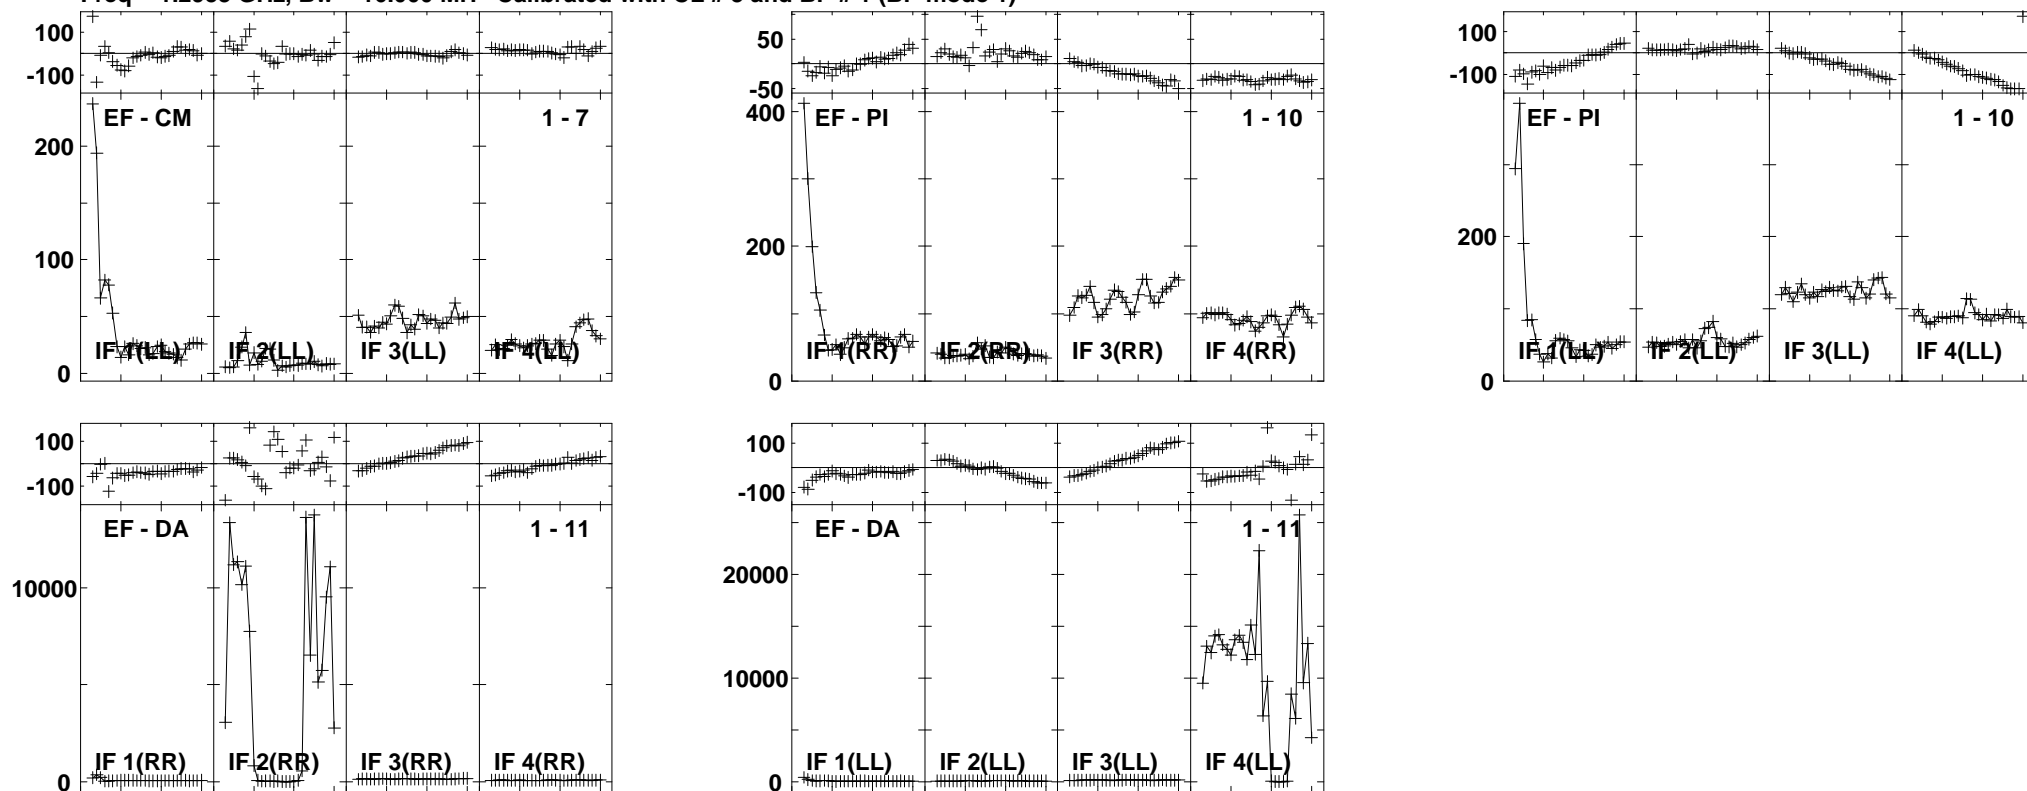 100
-100
EF - CM
1 - 7
200
100
0
IF 1(LL)
IF 2(LL)
IF 3(LL)
IF 4(LL)
50
0
-50
EF - PI
1 - 10
400
200
0
IF 1(RR)
IF 2(RR)
IF 3(RR)
IF 4(RR)
100
-100
EF - PI
1 - 10
200
0
IF 1(LL)
IF 2(LL)
IF 3(LL)
IF 4(LL)
100
-100
EF - DA
1 - 11
10000
0
IF 1(RR)
IF 2(RR)
IF 3(RR)
IF 4(RR)
100
-100
EF - DA
1 - 11
20000
10000
0
IF 1(LL)
IF 2(LL)
IF 3(LL)
IF 4(LL)